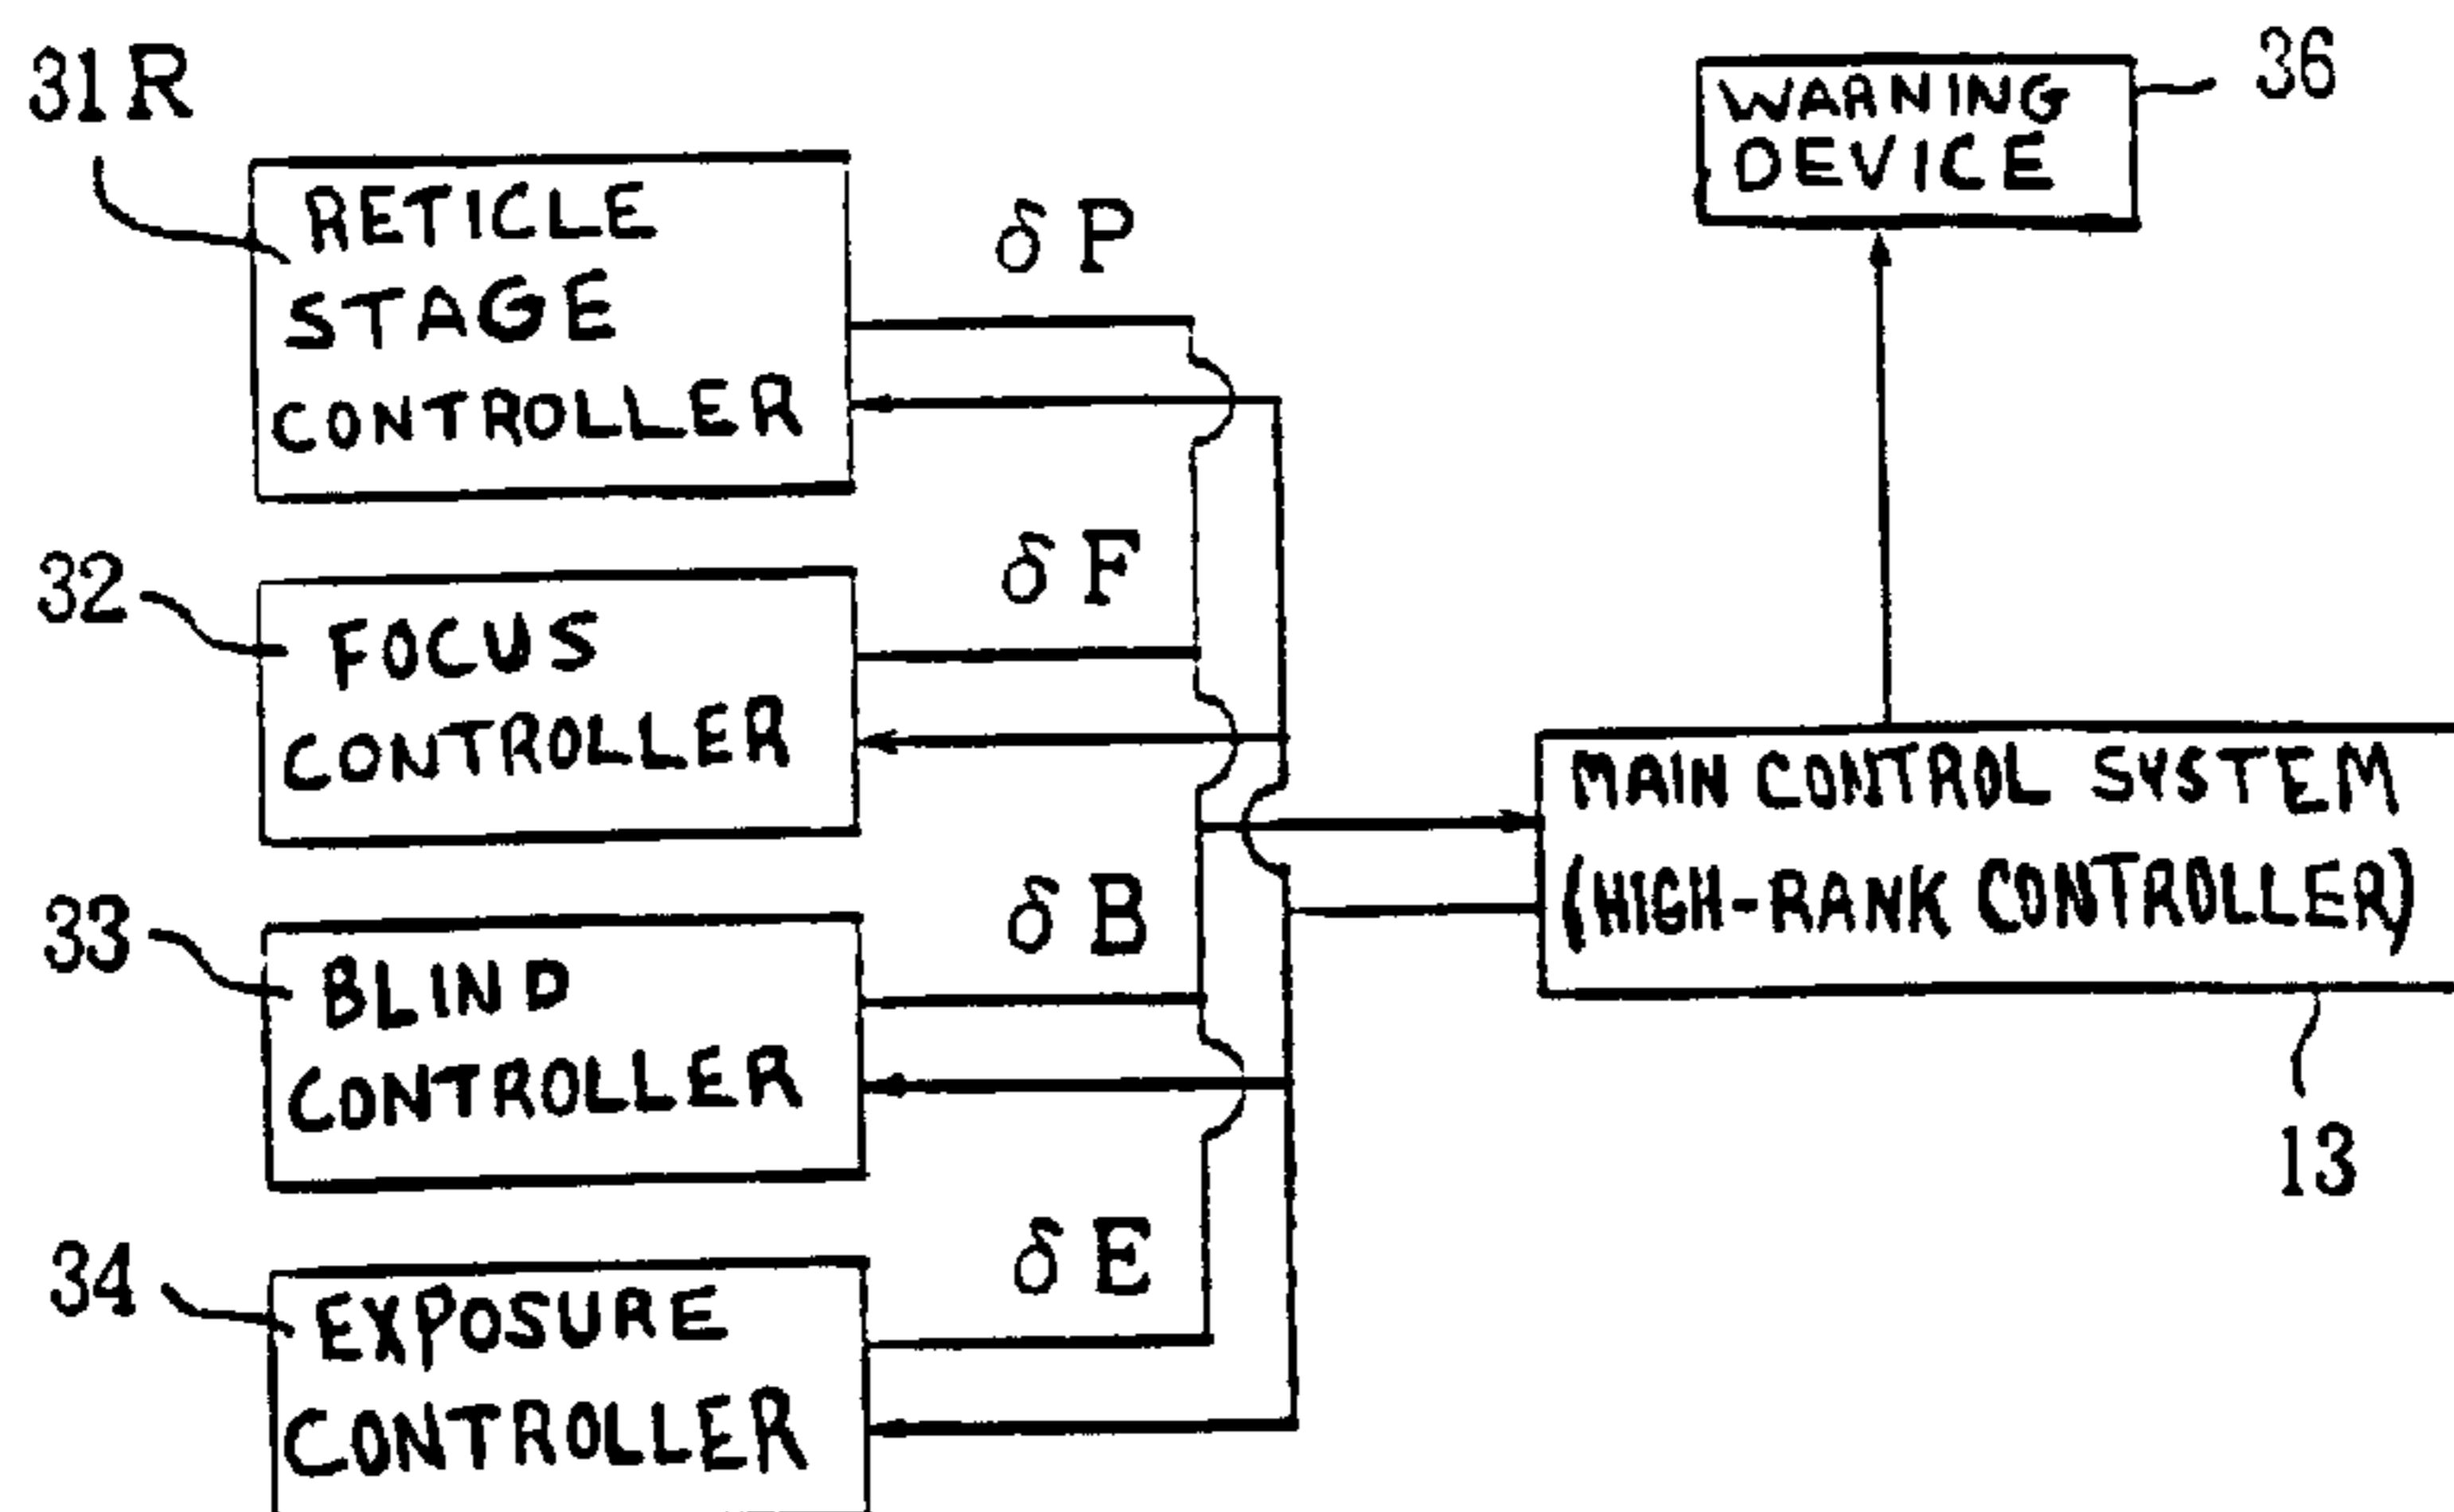 31R
RETICLE
STAGE
CONTROLLER
δP
WARNING
DEVICE
36
32
FOCUS
CONTROLLER
δF
33
BLIND
CONTROLLER
δB
MAIN CONTROL SYSTEM
(HIGH-RANK CONTROLLER)
13
34
EXPOSURE
CONTROLLER
δE